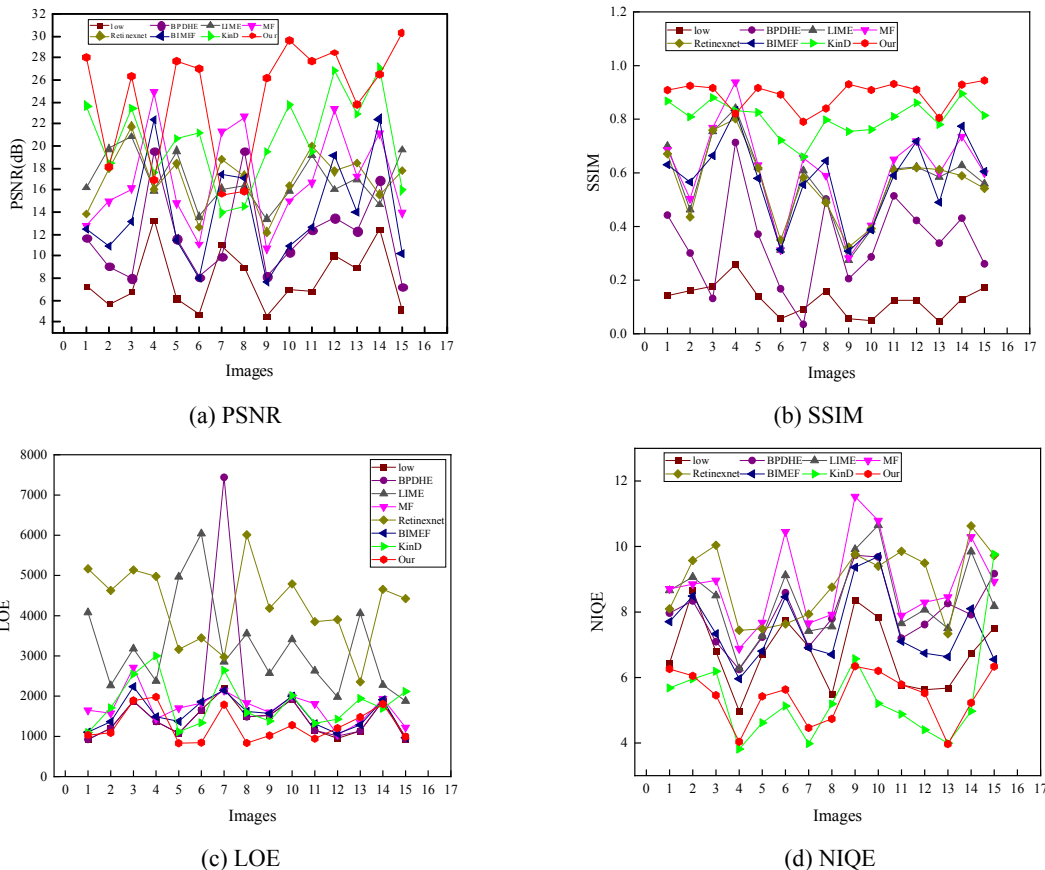 low BPDHE LIME MF
Retinexnet BIMEF KinD Our
32
30
28
26
24
22
20
18
16
14
12
10
8
6
4
PSNR(dB)
0 1 2 3 4 5 6 7 8 9 10 11 12 13 14 15 16 17
Images
(a) PSNR
low BPDHE LIME MF
Retinexnet BIMEF KinD Our
1.2
1.0
0.8
0.6
0.4
0.2
0.0
SSIM
0 1 2 3 4 5 6 7 8 9 10 11 12 13 14 15 16 17
Images
(b) SSIM
8000
7000
6000
5000
4000
3000
2000
1000
0
LOE
low
BPDHE
LIME
MF
Retinexnet
BIMEF
KinD
Our
0 1 2 3 4 5 6 7 8 9 10 11 12 13 14 15 16 17
Images
(c) LOE
low BPDHE LIME MF
Retinexnet BIMEF KinD Our
12
10
8
6
4
NIQE
0 1 2 3 4 5 6 7 8 9 10 11 12 13 14 15 16 17
Images
(d) NIQE